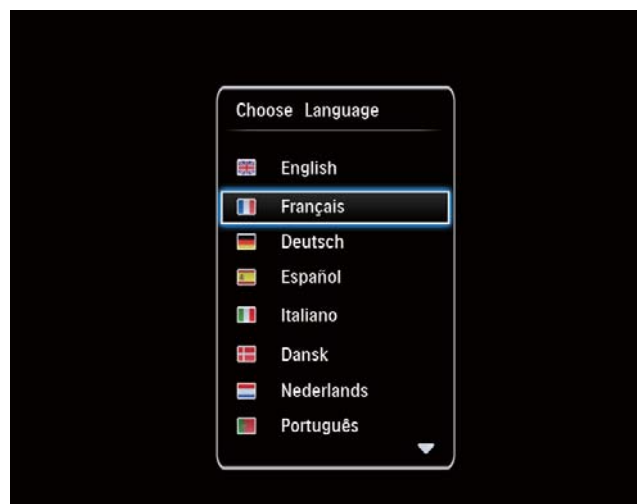 Choose Language
English
Français
Deutsch
Español
Italiano
Dansk
Nederlands
Português